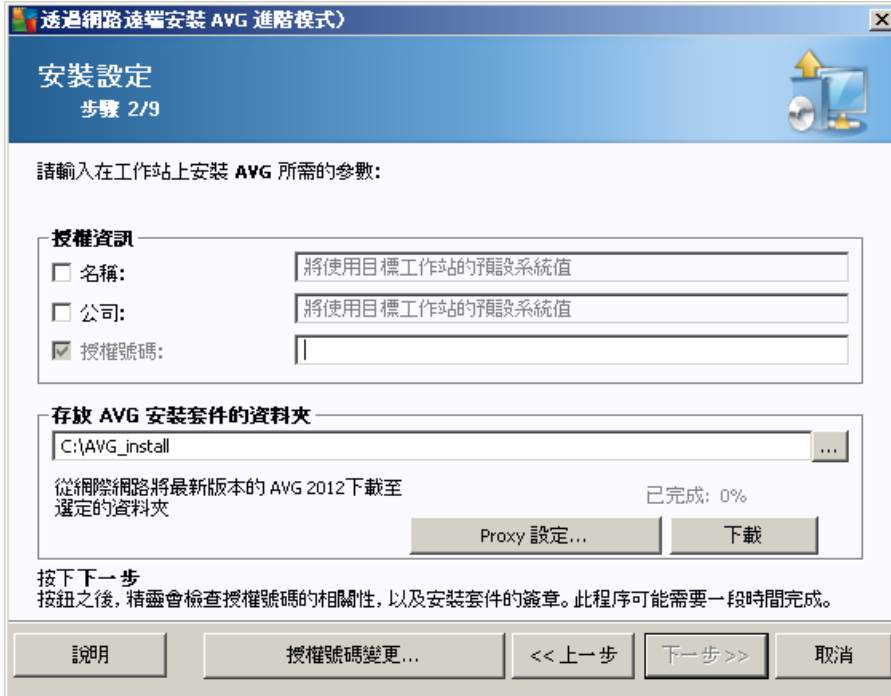 透過網路遠端安裝 AVG 進階模式)
安裝設定
步驟 2/9
請輸入在工作站上安裝 AVG 所需的參數:
授權資訊
名稱:
將使用目標工作站的預設系統值
公司:
將使用目標工作站的預設系統值
授權號碼:
存放 AVG 安裝套件的資料夾
C:\AVG_install
...
從網際網路將最新版本的 AVG 2012下載至
選定的資料夾
已完成: 0%
Proxy 設定...
下載
按下下一步
按鈕之後, 精靈會檢查授權號碼的相關性, 以及安裝套件的簽章。此程序可能需要一段時間完成。
說明
授權號碼變更...
<< 上一步
下一步 >>
取消